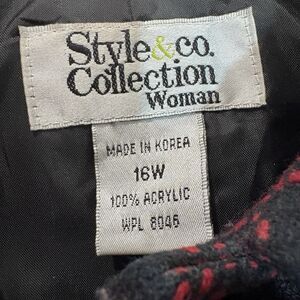 Style&co.
Collection
Woman
MADE IN KOREA
16W
100% ACRYLIC
WPL 8046